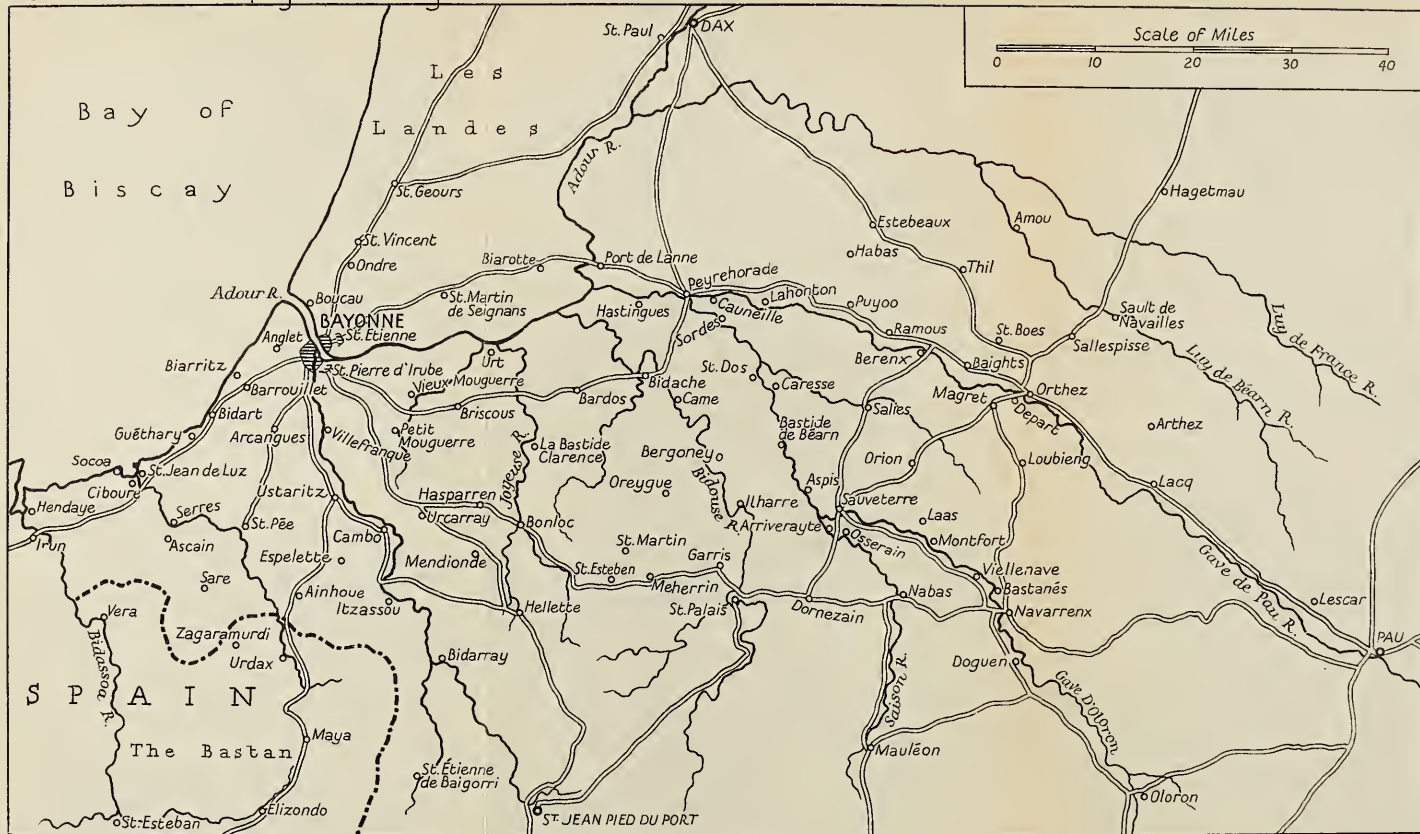 St. Paul
DAX
Scale of Miles
0 10 20 30 40
Les
Landes
Bay of
Biscay
Adour R.
St. Geours
Hagetmau
Estebeaux
Amou
St. Vincent
Ondre
Habas
Thil
Biarotte
Port de Lanne
Peyrehorade
Adour R.
Boucau
St. Martin
de Seignans
Hastingues
Cauneille
Lahonton
Puyoo
Sault de
Navailles
Luy de France R.
BAYONNE
St. Etienne
Anglet
Sordes
Ramous
St. Boes
Sallespisse
Luy de Béarn R.
Biarritz
St. Pierre d'Irube
Urt
Berenx
Baights
Barrouillet
Vieux Mouguerre
Bidache
St. Dos
Caresse
Orthez
Bidart
Briscous
Bardos
Came
Salies
Magret
Depart
Guéthary
Arcangues
Villefranque
Petit
Mouguerre
Joyeuse R.
La Bastide
Clarence
Bastide
de Béarn
Arthez
Socoa
St. Jean de Luz
Ciboure
Bergoney
Bidouse R.
Orion
Loubieng
Hendaye
Ustaritz
Hasparren
Oreygue
Aspis
Lacq
Serres
St. Pée
Urcarray
Ilharre
Sauveterre
Irun
Ascain
Cambo
Bonloc
Arriverayte
Osserain
Laas
Montfort
Espelette
Mendionde
St. Martin
Garris
Gave de Pau R.
Sare
St. Esteben
Meherrin
Viellenave
Ainhoue
Itzassou
Hellette
St. Palais
Dornezain
Nabas
Bastanés
Lescar
Vera
Navarrenx
Zagaramurdi
Urdax
Bidarray
PAU
Bidassoa R.
Doguen
SPAIN
Saisson R.
Gave D'Oloron
The Bastan
Maya
Mauléon
St. Étienne
de Baigorri
Oloron
St. Esteban
Elizondo
ST. JEAN PIED DU PORT